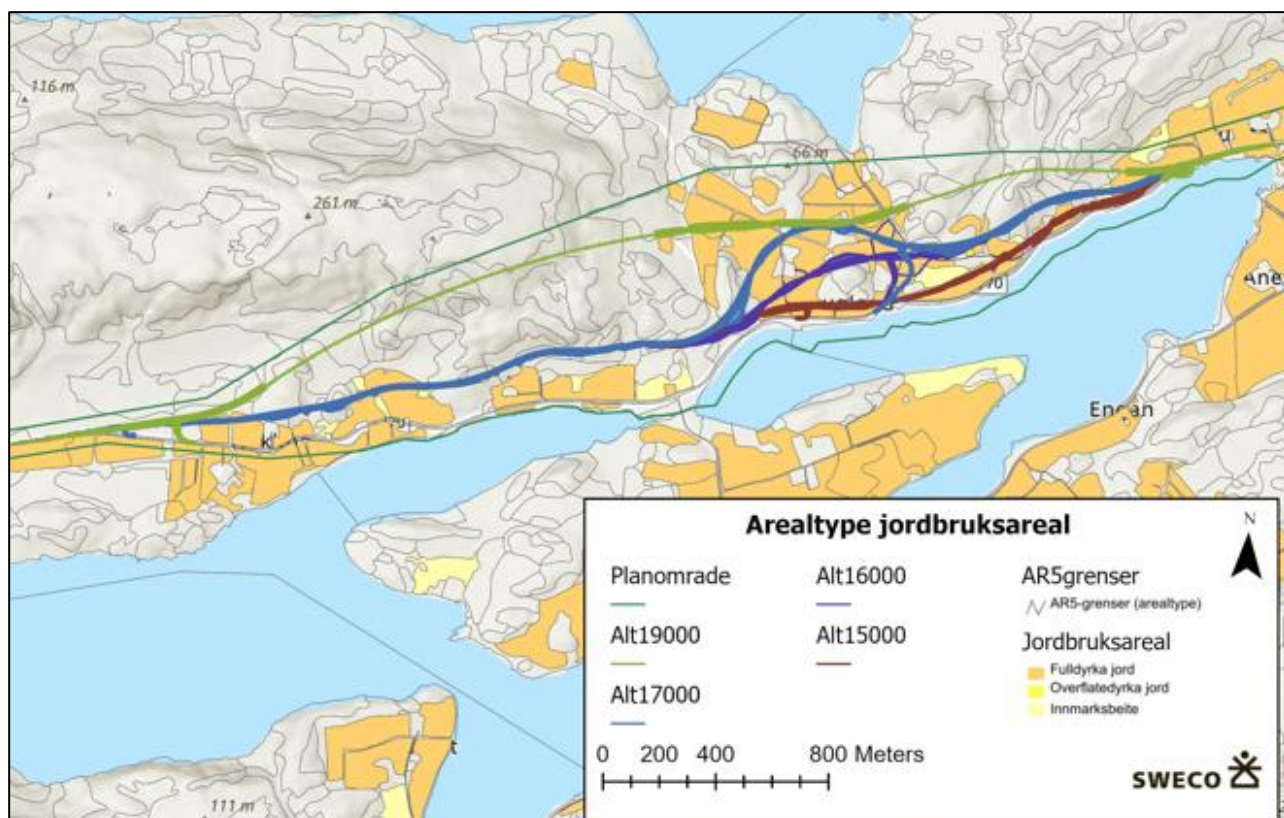 116 m
66 m
261 m
70
Ane
Engan
Arealtype jordbruksareal
N
Planomrade
Alt16000
AR5grenser
AR5-grenser (arealtype)
Alt19000
Alt15000
Jordbruksareal
Fulldyrka jord
Overflatedyrka jord
Innmarksbeite
Alt17000
0 200 400 800 Meters
SWECO
111 m